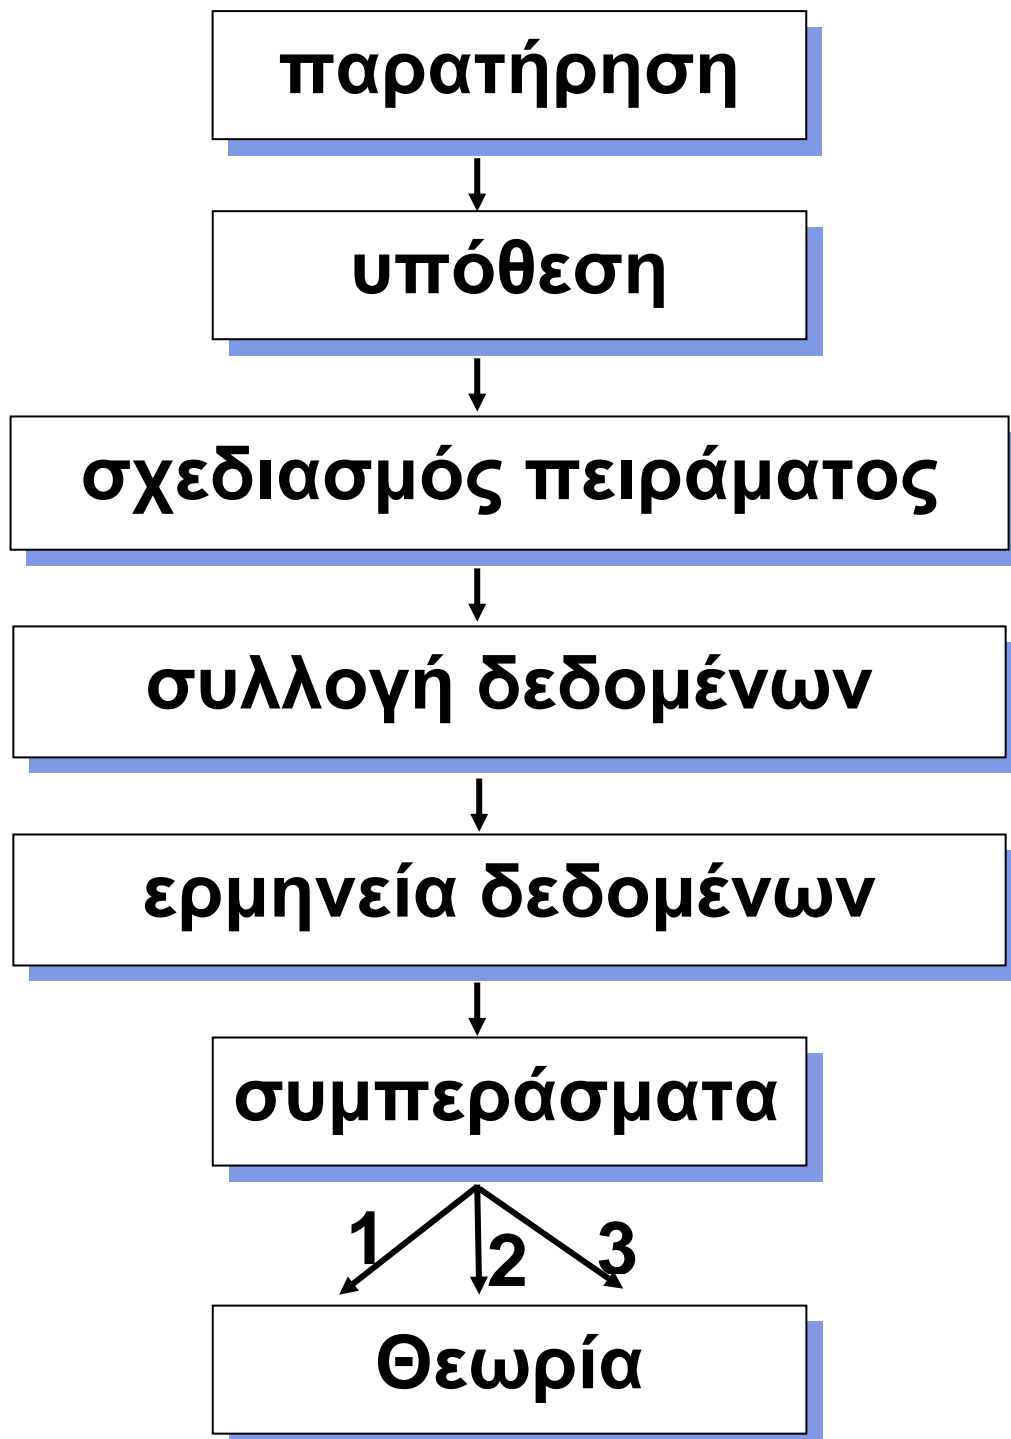 παρατήρηση
υπόθεση
σχεδιασμός πειράματος
συλλογή δεδομένων
ερμηνεία δεδομένων
συμπεράσματα
1 2 3
Θεωρία